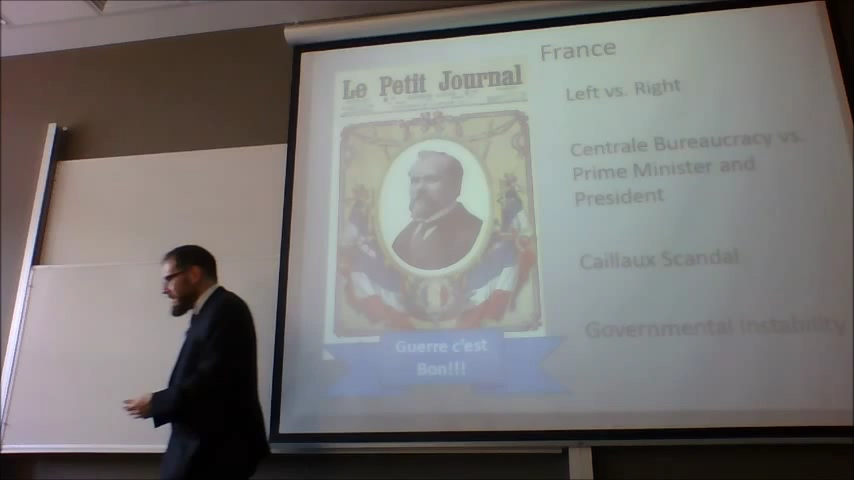 France
Le Petit Journal
Left vs. Right
Centrale Bureaucracy vs.
Prime Minister and
President
Caillaux Scandal
Governmental Instability
Guerre c'est
Bon!!!